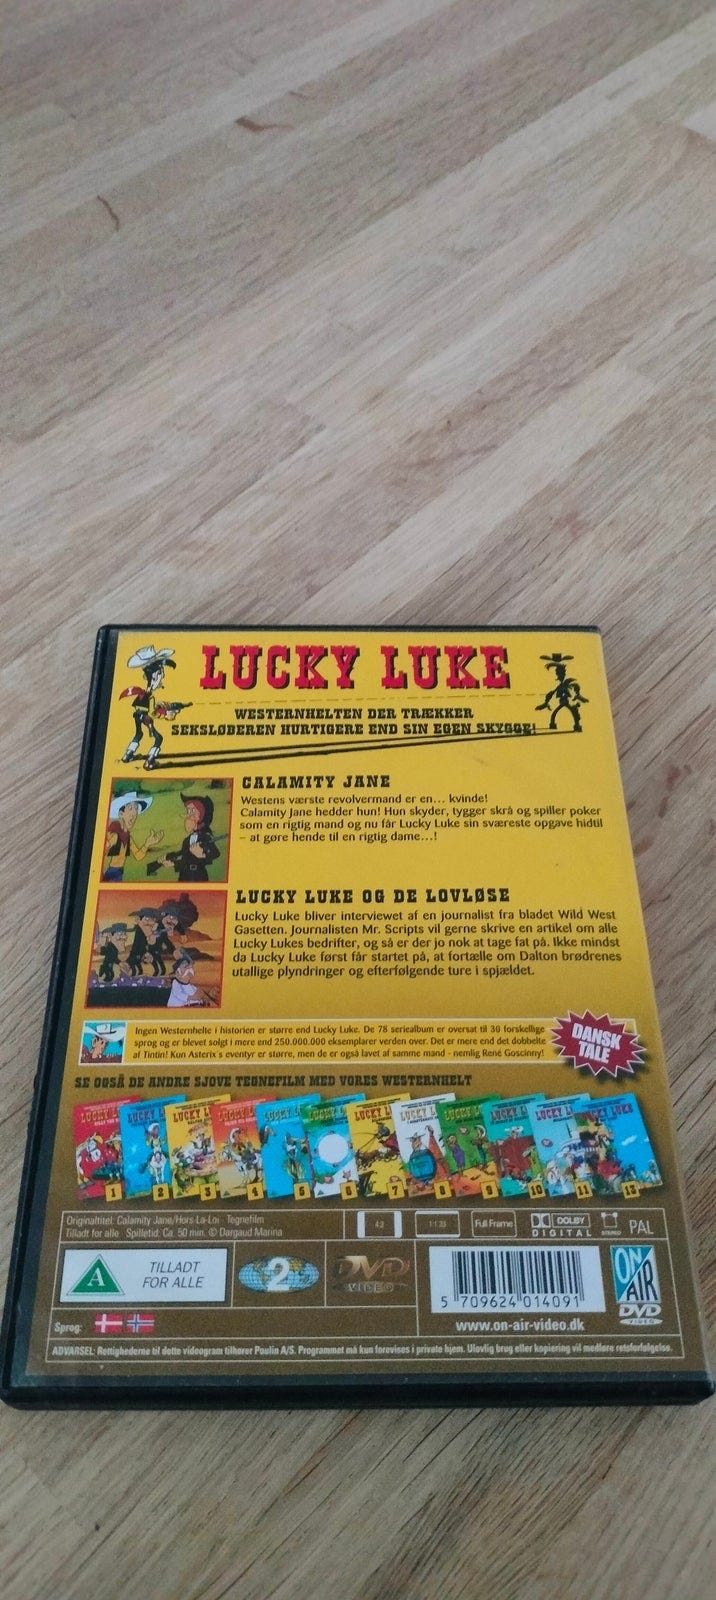 LUCKY LUKE
WESTERNHELTEN DER TRÆKKER
SEKSLØBEREN HURTIGERE END SIN EGEN SKYGGE!
CALAMITY JANE
Westens værste revolvermand er en... kvinde!
Calamity Jane hedder hun! Hun skyder, tygger skrå og spiller poker
som en rigtig mand og nu får Lucky Luke sin sværeste opgave hidtil
– at gøre hende til en rigtig dame...!
LUCKY LUKE OG DE LOVLØSE
Lucky Luke bliver interviewet af en journalist fra bladet Wild West
Gasetten. Journalisten Mr. Scripts vil gerne skrive en artikel om alle
Lucky Lukes bedrifter, og så er der jo nok at tage fat på. Ikke mindst
da Lucky Luke først får startet på, at fortælle om Dalton brødrenes
utallige plyndringer og efterfølgende ture i spjældet.
Ingen Westernhelte i historien er større end Lucky Luke. De 78 seriealbum er oversat til 30 forskellige
sprog og er blevet solgt i mere end 250.000.000 eksemplarer verden over. Det er mere end det dobbelte
af Tintin! Kun Asterix's eventyr er større, men de er også lavet af samme mand - nemlig René Goscinny!
DANSK
TALE
SE OGSÅ DE ANDRE SJOVE TEGNEFILM MED VORES WESTERNHELT
1 2 3 4 5 6 7 8 9 10 11 12
Originaltitel: Calamity Jane/Hors-La-Loi Tegnefilm
Tilladt for alle Spilletid: Ca. 50 min. © Dargaud Marina
4:3
1:1.33
Full Frame
DOLBY
DIGITAL
STEREO
PAL
A
TILLADT
FOR ALLE
2
DVD
VIDEO
5 709624 014091
www.on-air-video.dk
ON
AIR
DVD
VIDEO
Sprog:
ADVARSEL: Rettighederne til dette videogram tilhører Poulin A/S. Programmet må kun forevises i private hjem. Ulovlig brug eller kopiering vil medføre retsforfølgelse.